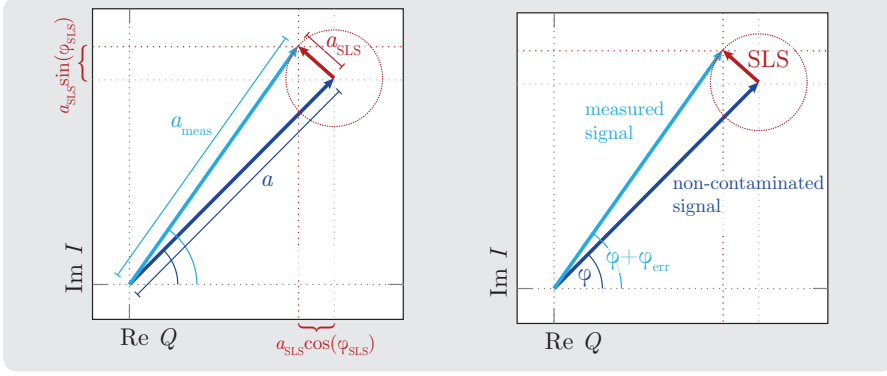 a_SLS sin(φ_SLS)
a_SLS
a_meas
a
Im I
Re Q
a_SLS cos(φ_SLS)
SLS
measured
signal
non-contaminated
signal
φ+φ_err
φ
Im I
Re Q